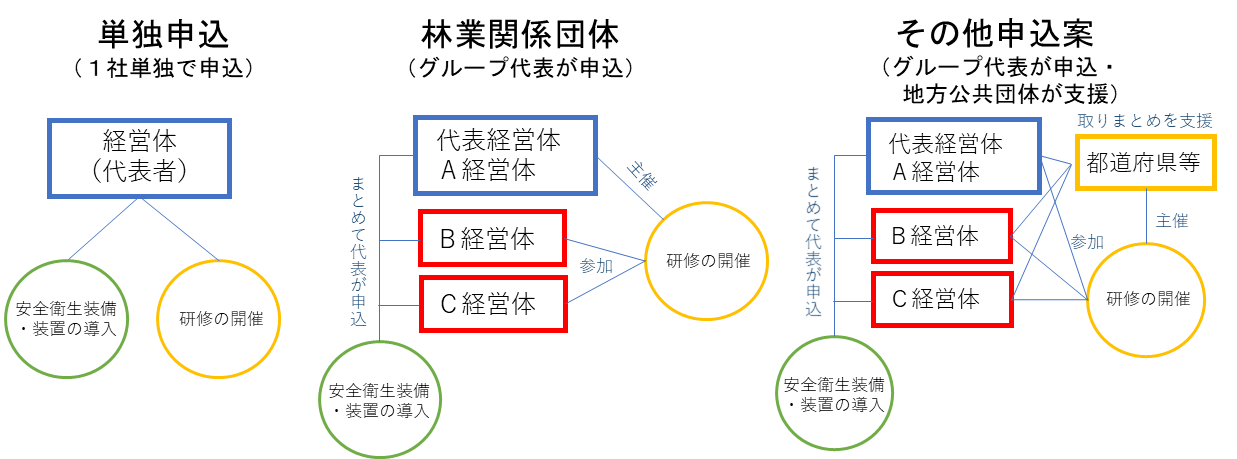 単独申込
（１社単独で申込）
経営体
（代表者）
安全衛生装備
・装置の導入
研修の開催
林業関係団体
（グループ代表が申込）
代表経営体
Ａ経営体
Ｂ経営体
Ｃ経営体
まとめて代表が申込
主催
参加
研修の開催
安全衛生装備
・装置の導入
その他申込案
（グループ代表が申込・
地方公共団体が支援）
取りまとめを支援
代表経営体
Ａ経営体
都道府県等
Ｂ経営体
Ｃ経営体
まとめて代表が申込
主催
参加
研修の開催
安全衛生装備
・装置の導入